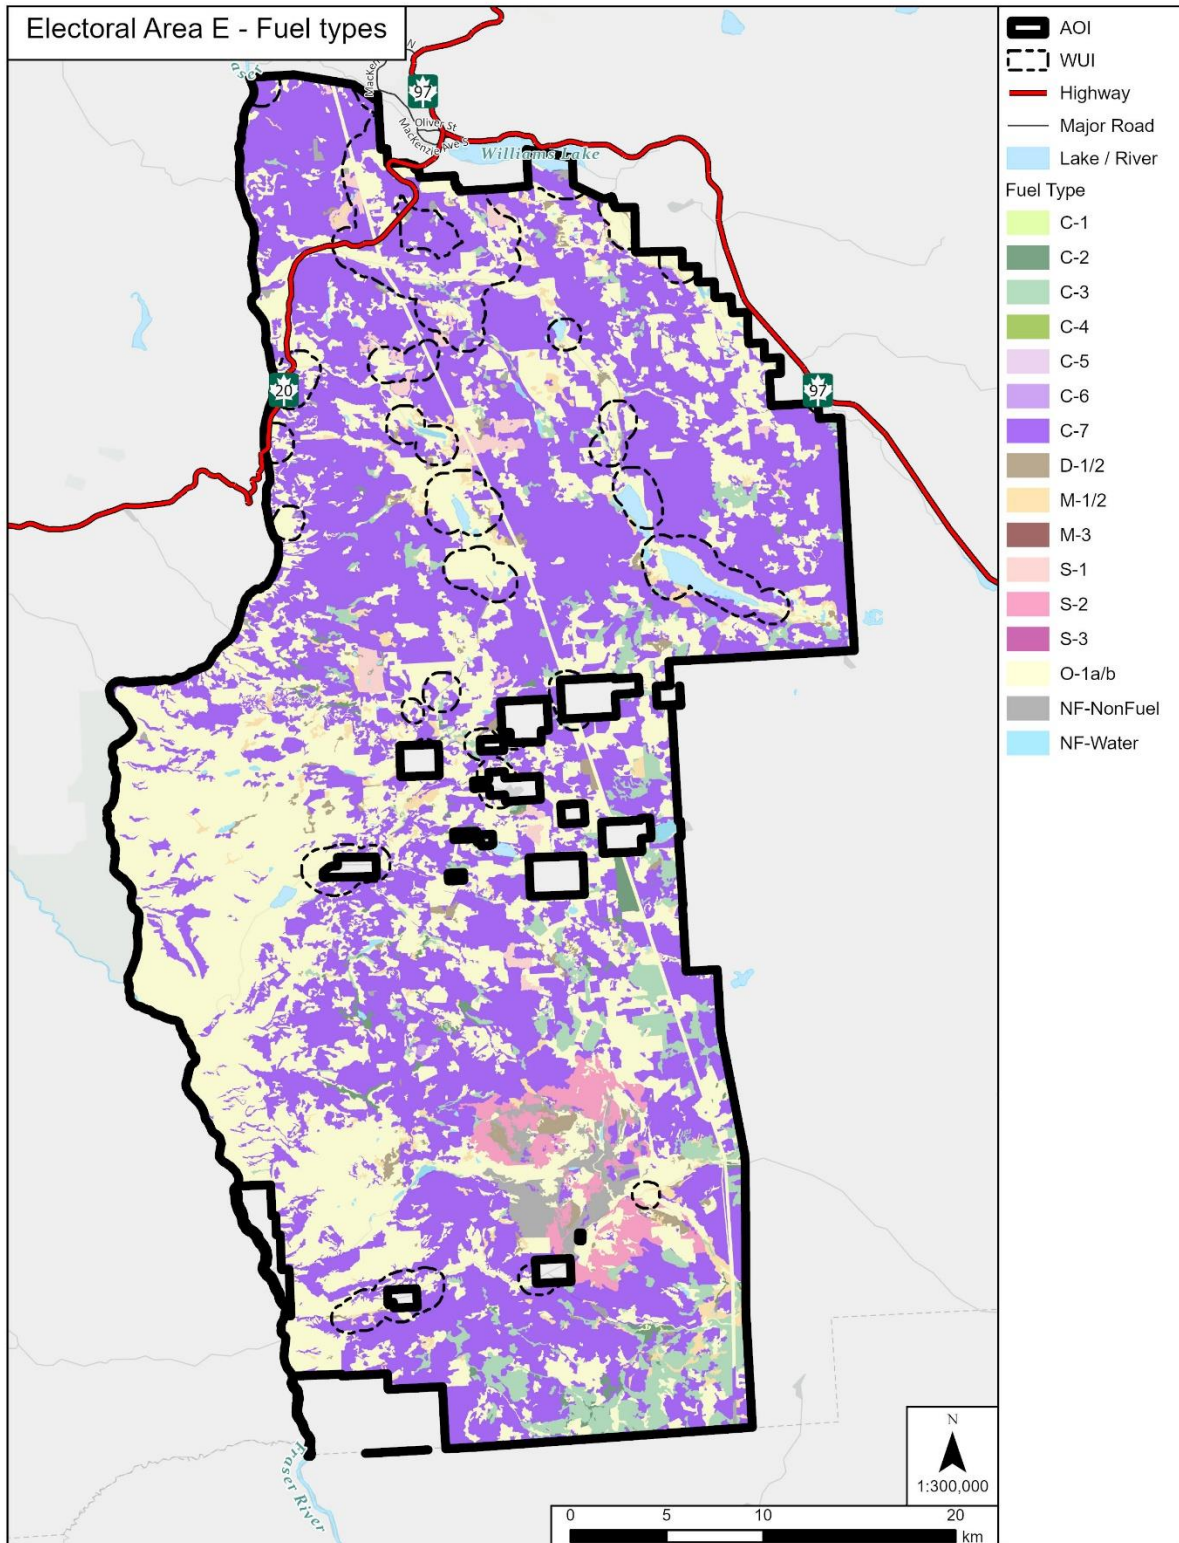 Electoral Area E - Fuel types
N
Macken
aser
97
Oliver St
Mackenzie Ave S
Williams Lake
20
97
Fraser River
N
1:300,000
0 5 10 20
km
AOI
WUI
Highway
Major Road
Lake / River
Fuel Type
C-1
C-2
C-3
C-4
C-5
C-6
C-7
D-1/2
M-1/2
M-3
S-1
S-2
S-3
O-1a/b
NF-NonFuel
NF-Water